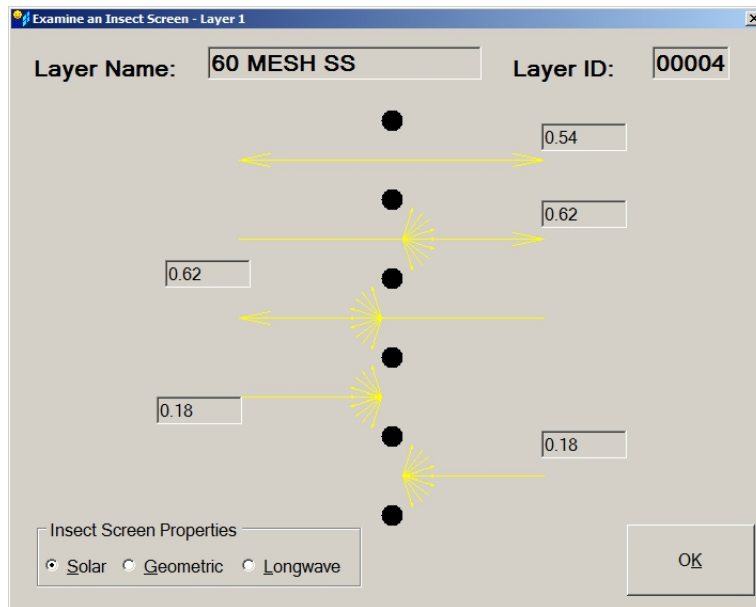 Examine an Insect Screen - Layer 1
Layer Name: 60 MESH SS Layer ID: 00004
0.54
0.62
0.62
0.18
0.18
Insect Screen Properties
Solar Geometric Longwave
OK